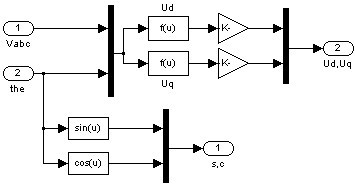 Ud
1
Vabc
f(u)
K-
2
Ud,Uq
2
the
f(u)
K-
Uq
sin(u)
1
s,c
cos(u)